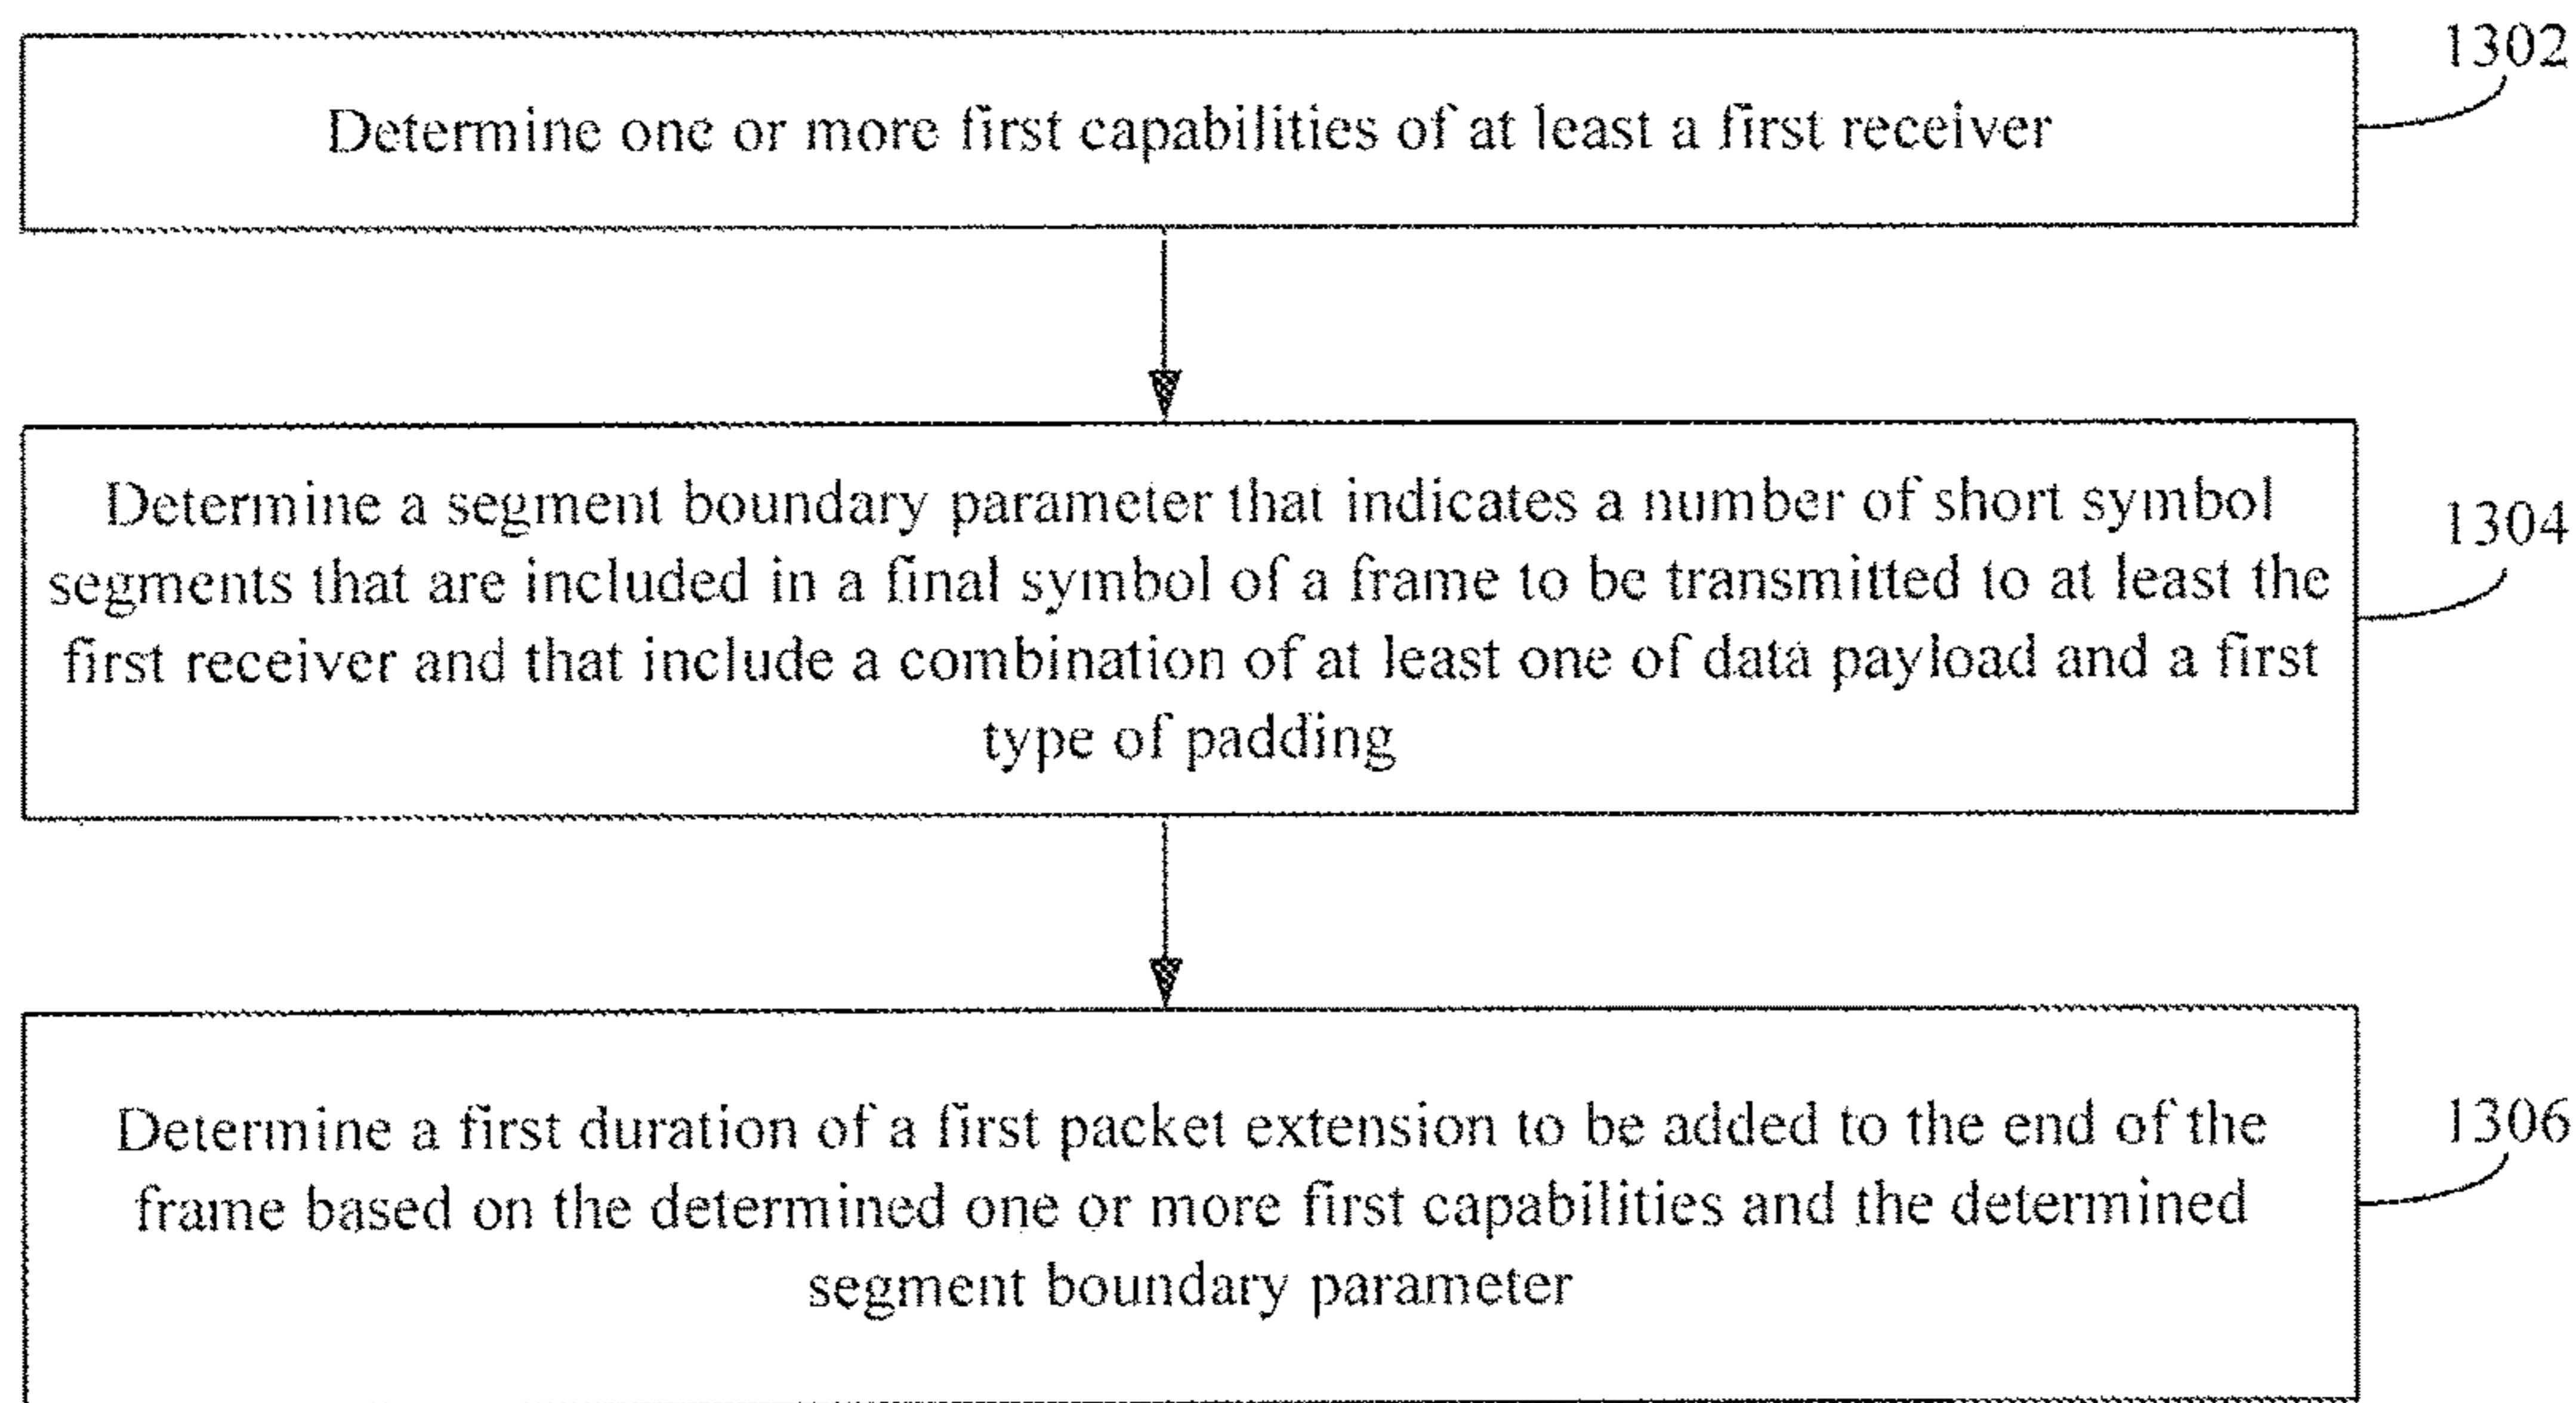 1302
Determine one or more first capabilities of at least a first receiver
Determine a segment boundary parameter that indicates a number of short symbol
1304
segments that are included in a final symbol of a frame to be transmitted to at least the
first receiver and that include a combination of at least one of data payload and a first
type of padding
Determine a first duration of a first packet extension to be added to the end of the
1306
frame based on the determined one or more first capabilities and the determined
segment boundary parameter